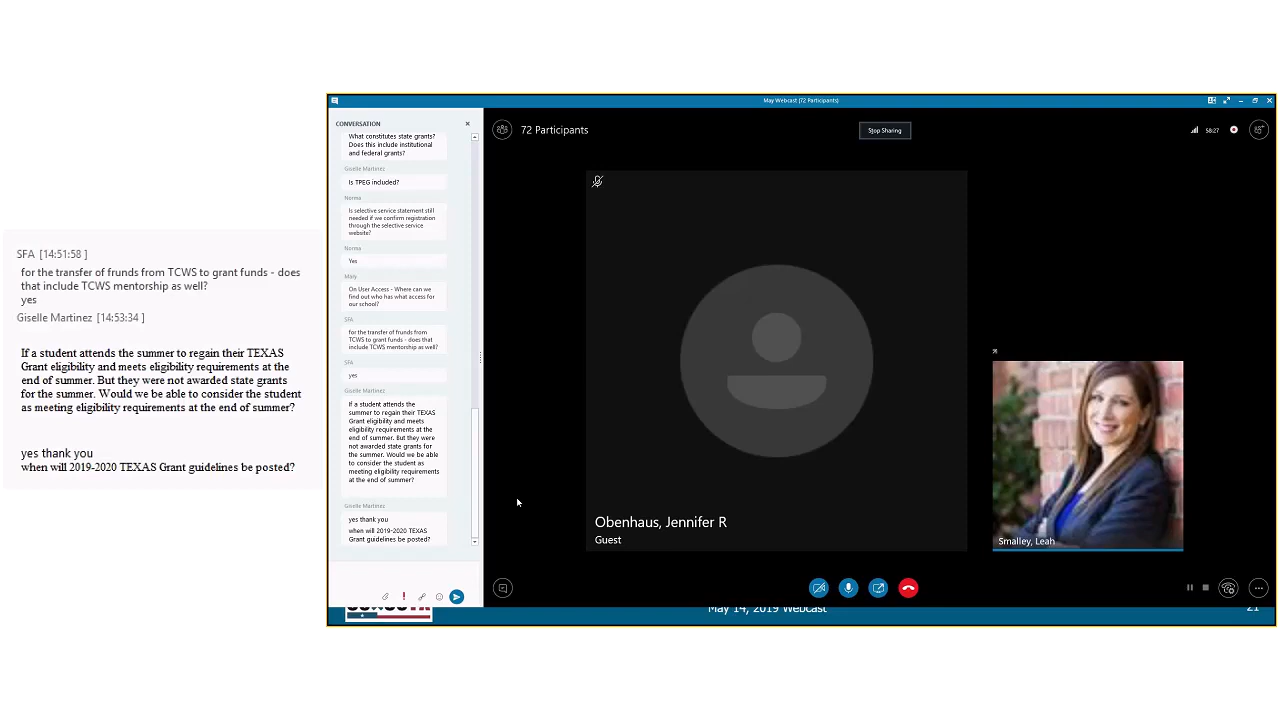 SFA [14:51:58 ]
for the transfer of frunds from TCWS to grant funds - does
that include TCWS mentorship as well?
yes
Giselle Martinez [14:53:34 ]
If a student attends the summer to regain their TEXAS
Grant eligibility and meets eligibility requirements at the
end of summer. But they were not awarded state grants
for the summer. Would we be able to consider the student
as meeting eligibility requirements at the end of summer?
yes thank you
when will 2019-2020 TEXAS Grant guidelines be posted?
May Webcast (72 Participants)
CONVERSATION
What constitutes state grants?
Does this include institutional
and federal grants?
Giselle Martinez
Is TPEG included?
Norma
Is selective service statement still
needed if we confirm registration
through the selective service
website?
Norma
Yes
Mary
On User Access - Where can we
find out who has what access for
our school?
SFA
for the transfer of frunds from
TCWS to grant funds - does that
include TCWS mentorship as well?
SFA
yes
Giselle Martinez
If a student attends the
summer to regain their TEXAS
Grant eligibility and meets
eligibility requirements at the
end of summer. But they were
not awarded state grants for
the summer. Would we be able
to consider the student as
meeting eligibility requirements
at the end of summer?
Giselle Martinez
yes thank you
when will 2019-2020 TEXAS
Grant guidelines be posted?
72 Participants
Stop Sharing
58:27
Obenhaus, Jennifer R
Guest
Smalley, Leah
May 14, 2019 Webcast
21